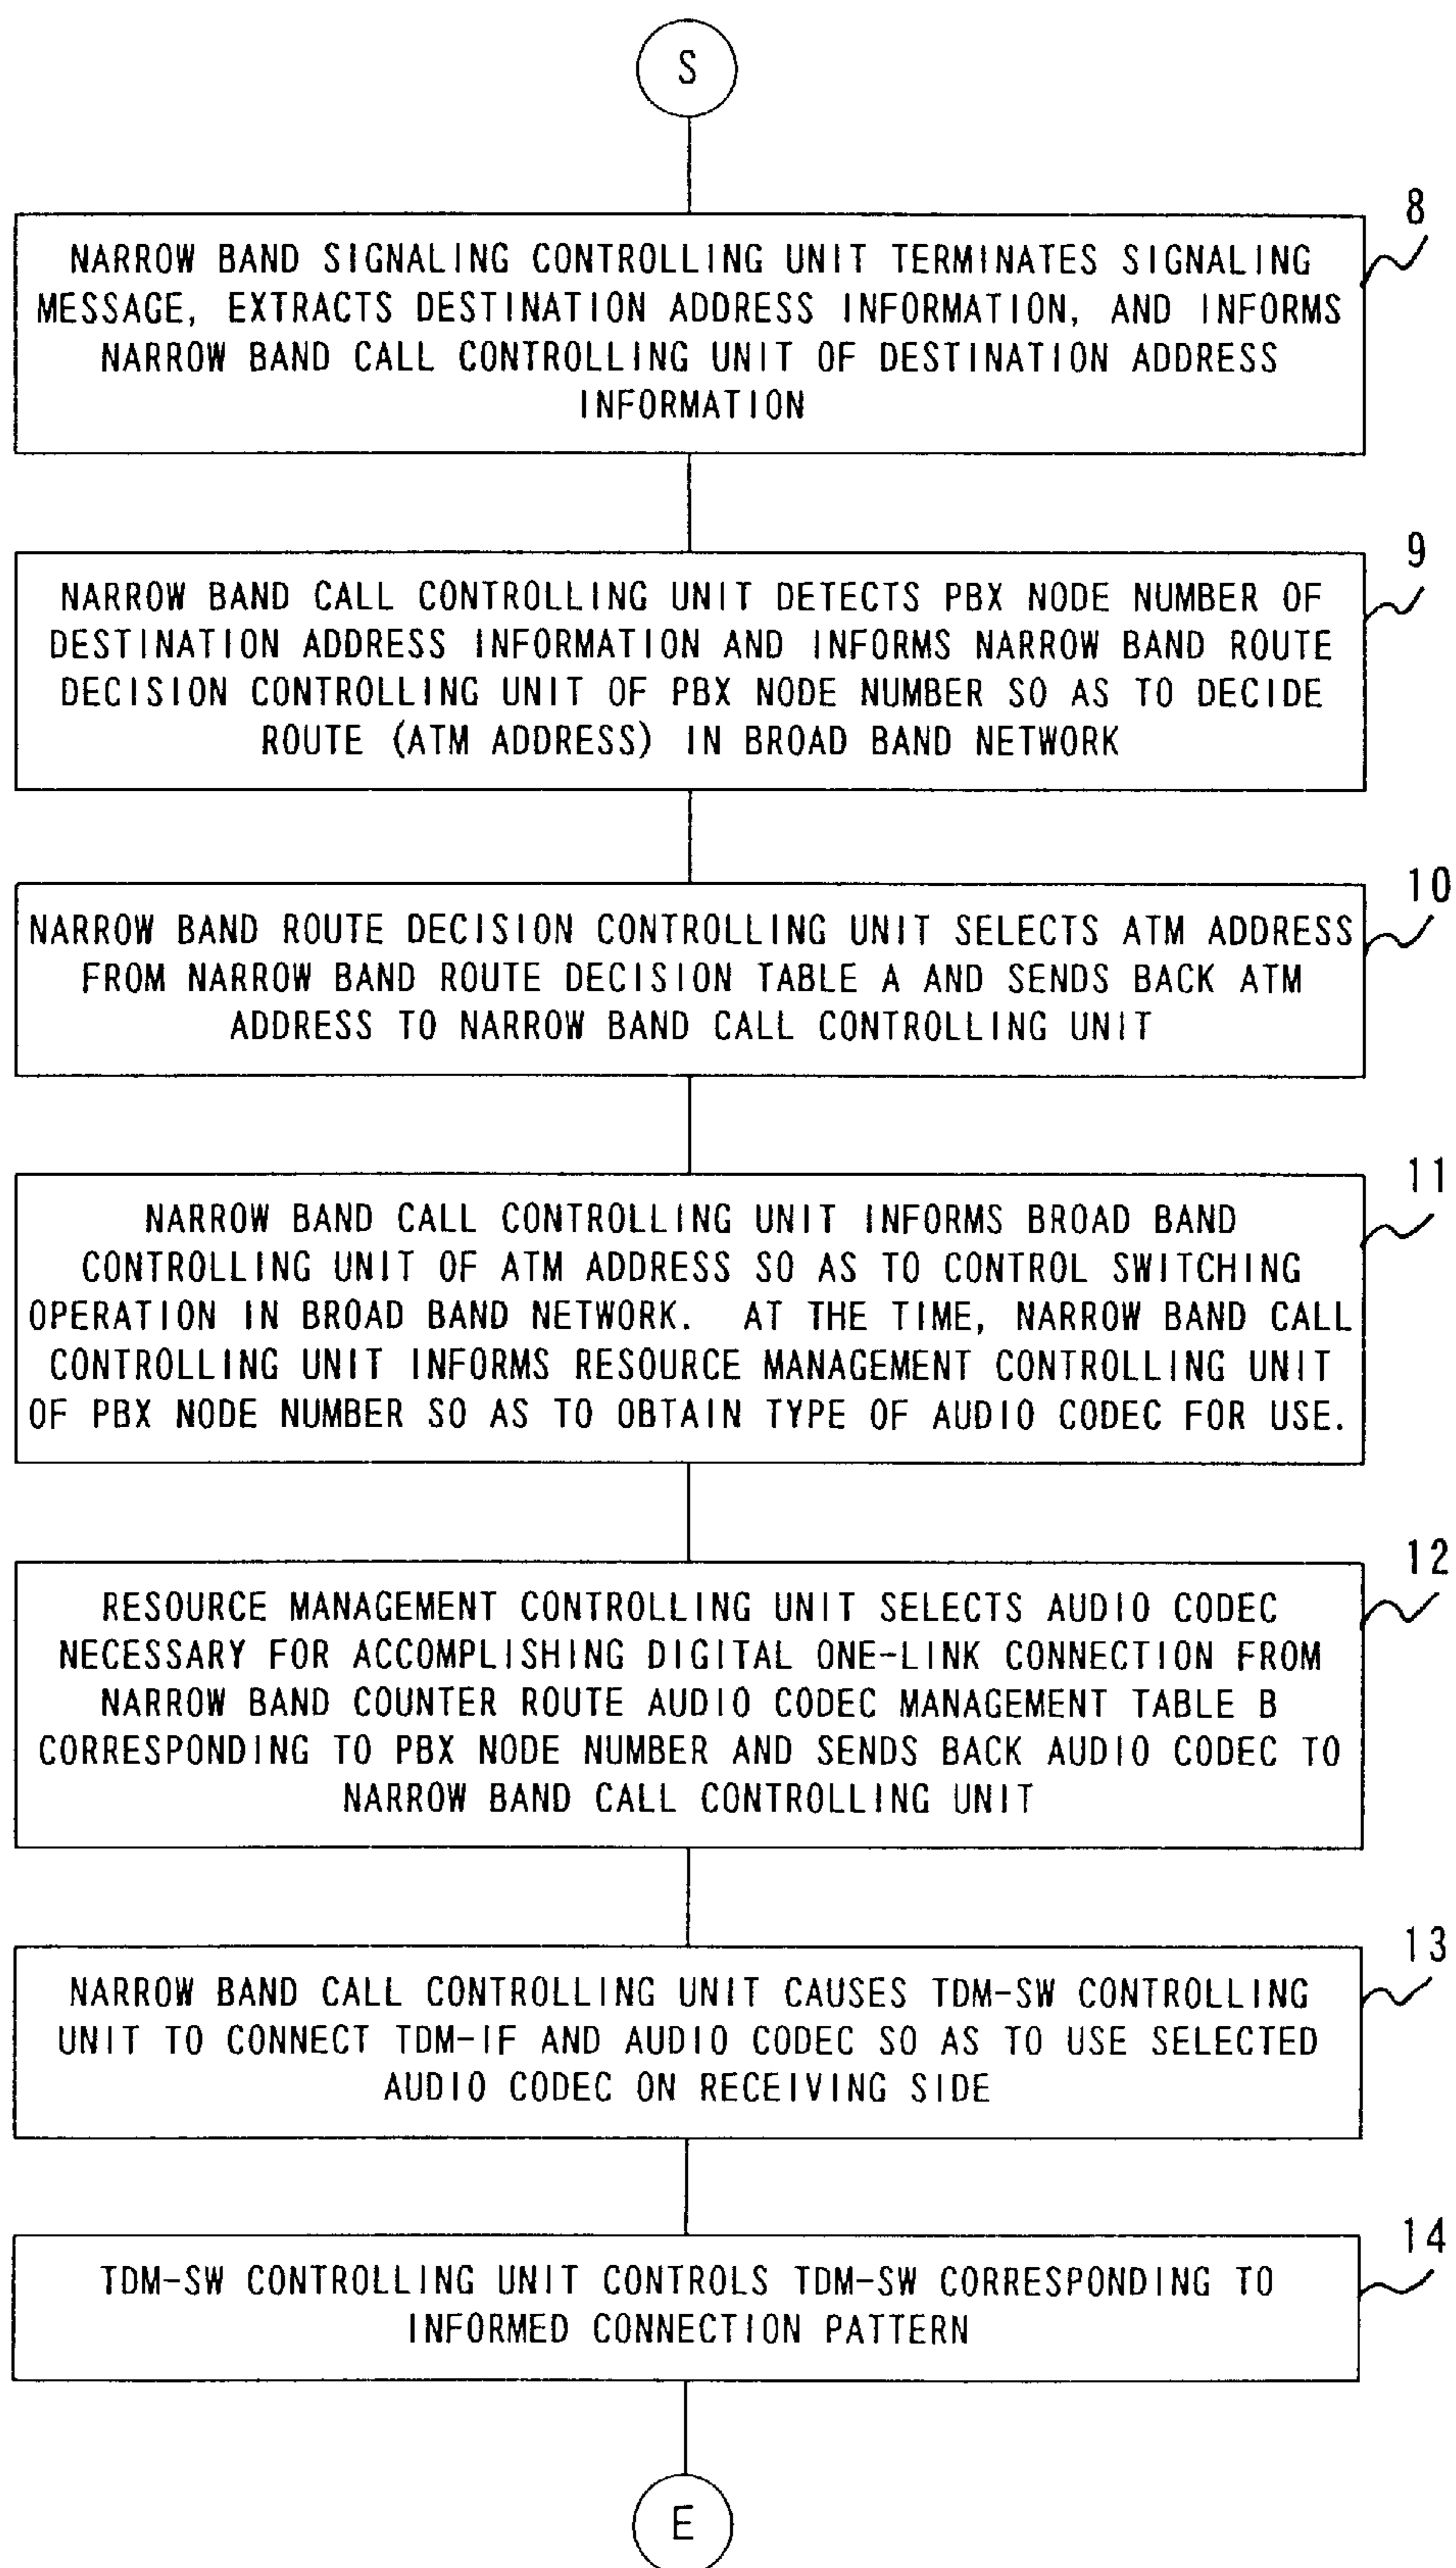 S
8
NARROW BAND SIGNALING CONTROLLING UNIT TERMINATES SIGNALING
MESSAGE, EXTRACTS DESTINATION ADDRESS INFORMATION, AND INFORMS
NARROW BAND CALL CONTROLLING UNIT OF DESTINATION ADDRESS
INFORMATION
9
NARROW BAND CALL CONTROLLING UNIT DETECTS PBX NODE NUMBER OF
DESTINATION ADDRESS INFORMATION AND INFORMS NARROW BAND ROUTE
DECISION CONTROLLING UNIT OF PBX NODE NUMBER SO AS TO DECIDE
ROUTE (ATM ADDRESS) IN BROAD BAND NETWORK
10
NARROW BAND ROUTE DECISION CONTROLLING UNIT SELECTS ATM ADDRESS
FROM NARROW BAND ROUTE DECISION TABLE A AND SENDS BACK ATM
ADDRESS TO NARROW BAND CALL CONTROLLING UNIT
11
NARROW BAND CALL CONTROLLING UNIT INFORMS BROAD BAND
CONTROLLING UNIT OF ATM ADDRESS SO AS TO CONTROL SWITCHING
OPERATION IN BROAD BAND NETWORK. AT THE TIME, NARROW BAND CALL
CONTROLLING UNIT INFORMS RESOURCE MANAGEMENT CONTROLLING UNIT
OF PBX NODE NUMBER SO AS TO OBTAIN TYPE OF AUDIO CODEC FOR USE.
12
RESOURCE MANAGEMENT CONTROLLING UNIT SELECTS AUDIO CODEC
NECESSARY FOR ACCOMPLISHING DIGITAL ONE-LINK CONNECTION FROM
NARROW BAND COUNTER ROUTE AUDIO CODEC MANAGEMENT TABLE B
CORRESPONDING TO PBX NODE NUMBER AND SENDS BACK AUDIO CODEC TO
NARROW BAND CALL CONTROLLING UNIT
13
NARROW BAND CALL CONTROLLING UNIT CAUSES TDM-SW CONTROLLING
UNIT TO CONNECT TDM-IF AND AUDIO CODEC SO AS TO USE SELECTED
AUDIO CODEC ON RECEIVING SIDE
14
TDM-SW CONTROLLING UNIT CONTROLS TDM-SW CORRESPONDING TO
INFORMED CONNECTION PATTERN
E